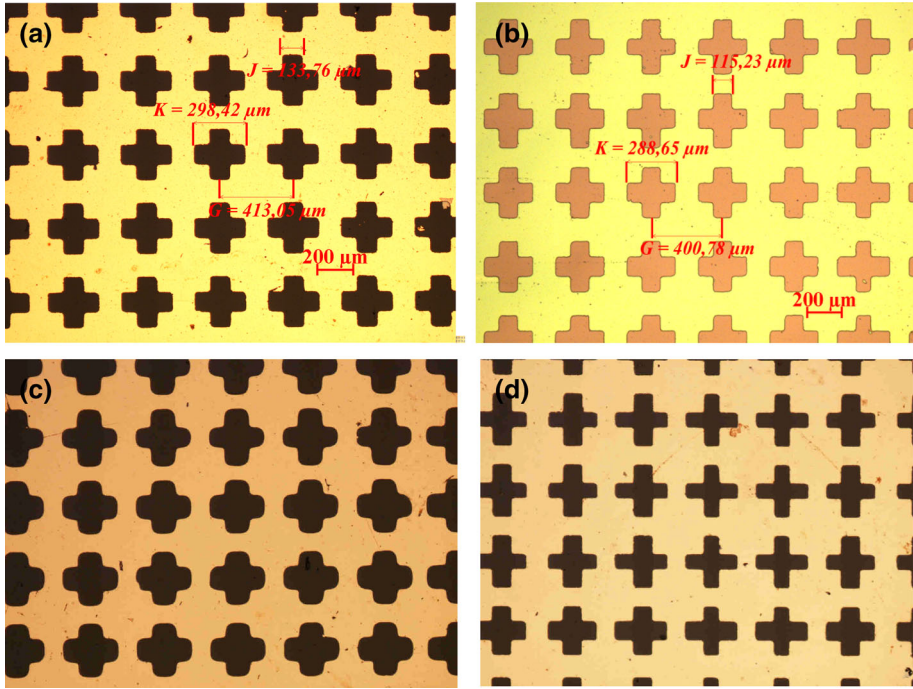 (a)
J = 133,76 µm
K = 298,42 µm
G = 413,05 µm
200 µm
(b)
J = 115,23 µm
K = 288,65 µm
G = 400,78 µm
200 µm
(c)
(d)